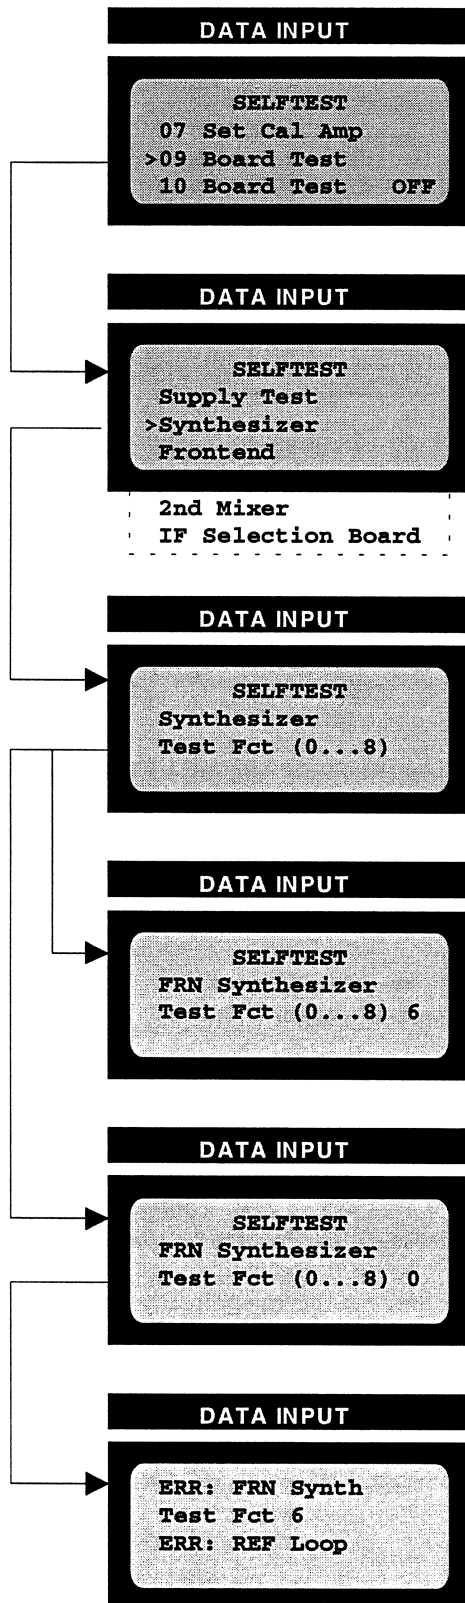 DATA INPUT
SELFTEST
07 Set Cal Amp
>09 Board Test
10 Board Test OFF
DATA INPUT
SELFTEST
Supply Test
>Synthesizer
Frontend
2nd Mixer
IF Selection Board
DATA INPUT
SELFTEST
Synthesizer
Test Fct (0...8)
DATA INPUT
SELFTEST
FRN Synthesizer
Test Fct (0...8) 6
DATA INPUT
SELFTEST
FRN Synthesizer
Test Fct (0...8) 0
DATA INPUT
ERR: FRN Synth
Test Fct 6
ERR: REF Loop